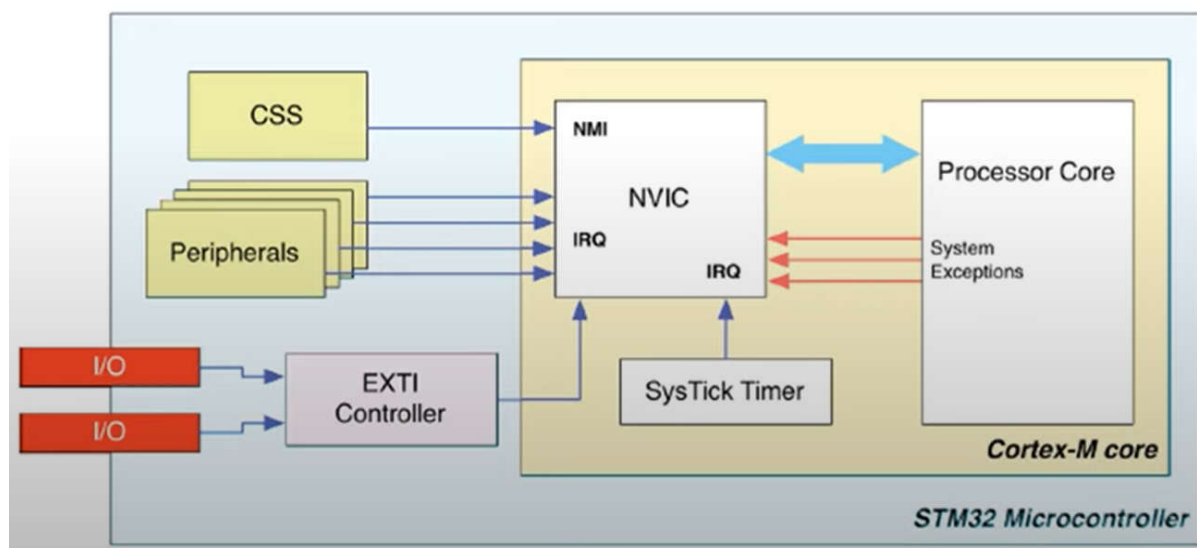 CSS
NMI
NVIC
Processor Core
Peripherals
IRQ
IRQ
System
Exceptions
I/O
I/O
EXTI
Controller
SysTick Timer
Cortex-M core
STM32 Microcontroller